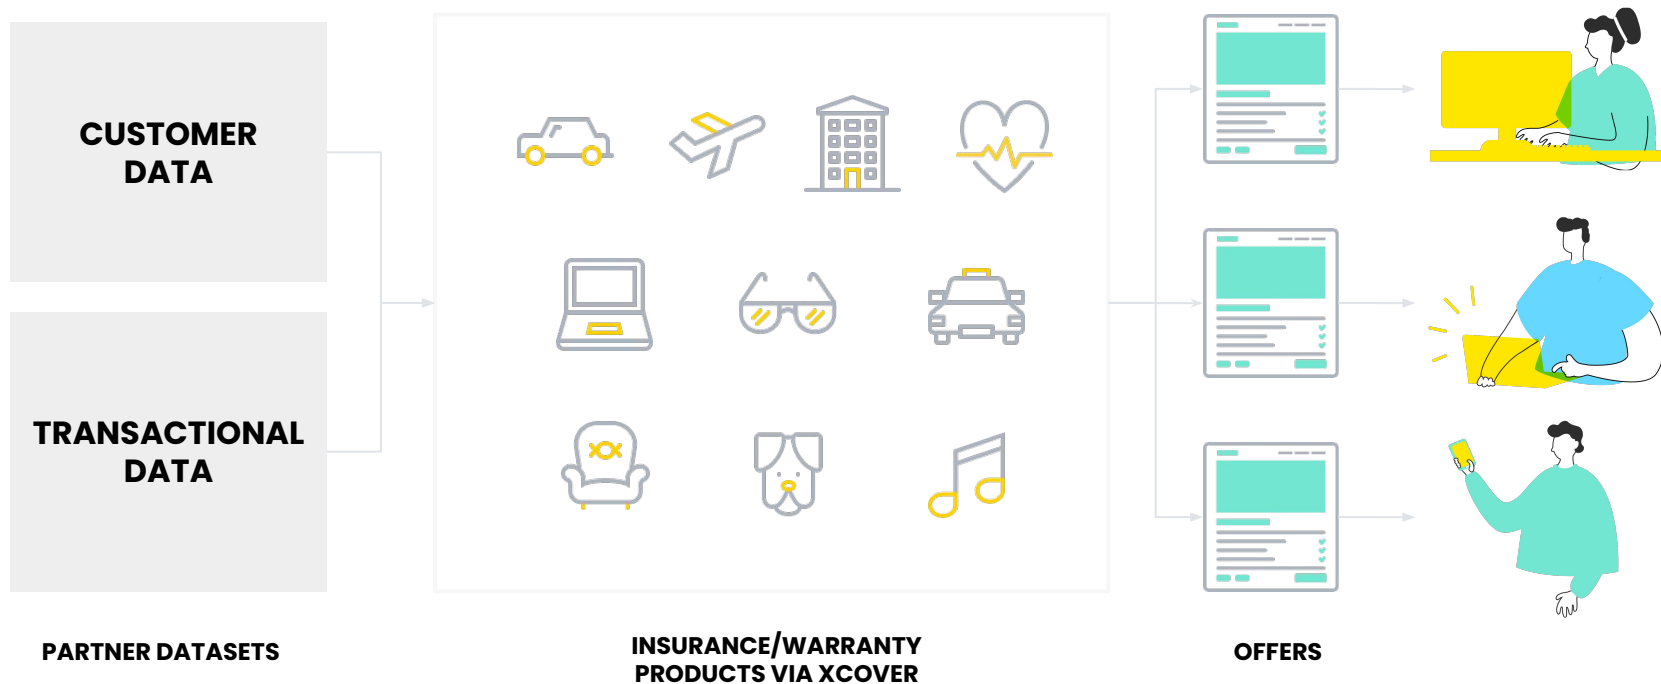 CUSTOMER
DATA
TRANSACTIONAL
DATA
PARTNER DATASETS
INSURANCE/WARRANTY
PRODUCTS VIA XCOVER
OFFERS